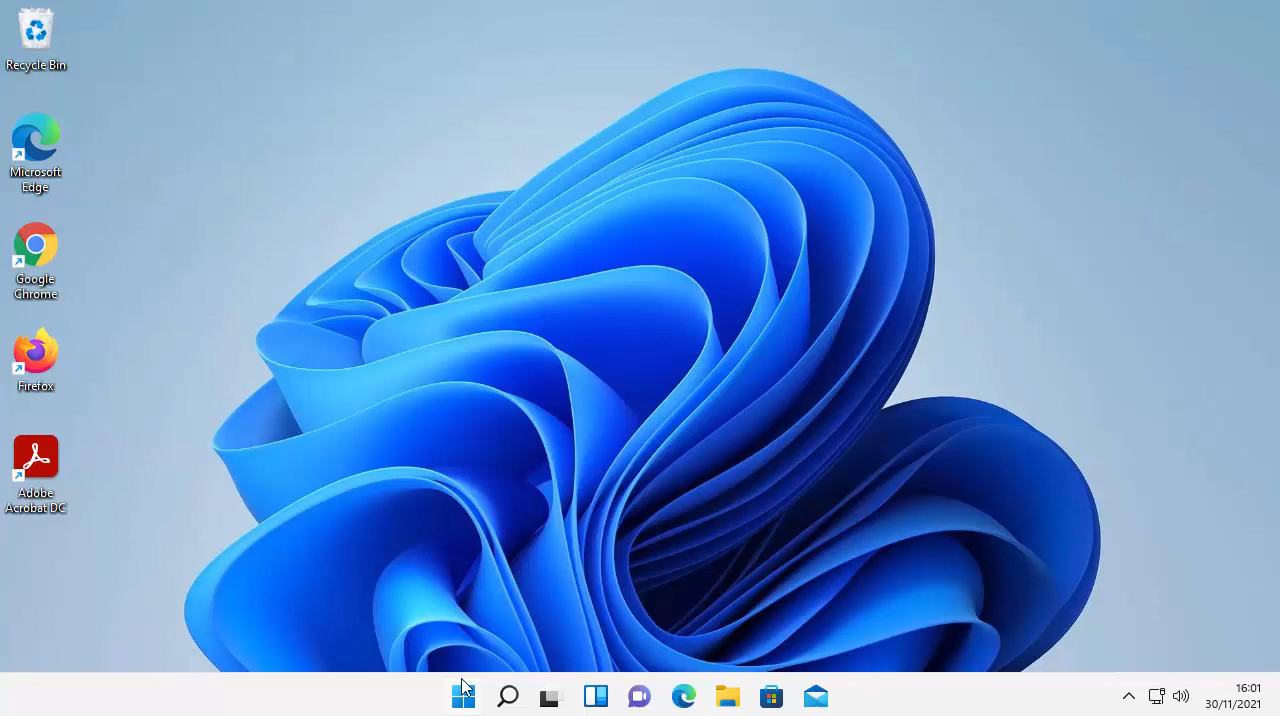 Recycle Bin
Microsoft
Edge
Google
Chrome
Firefox
Adobe
Acrobat DC
16:01
30/11/2021